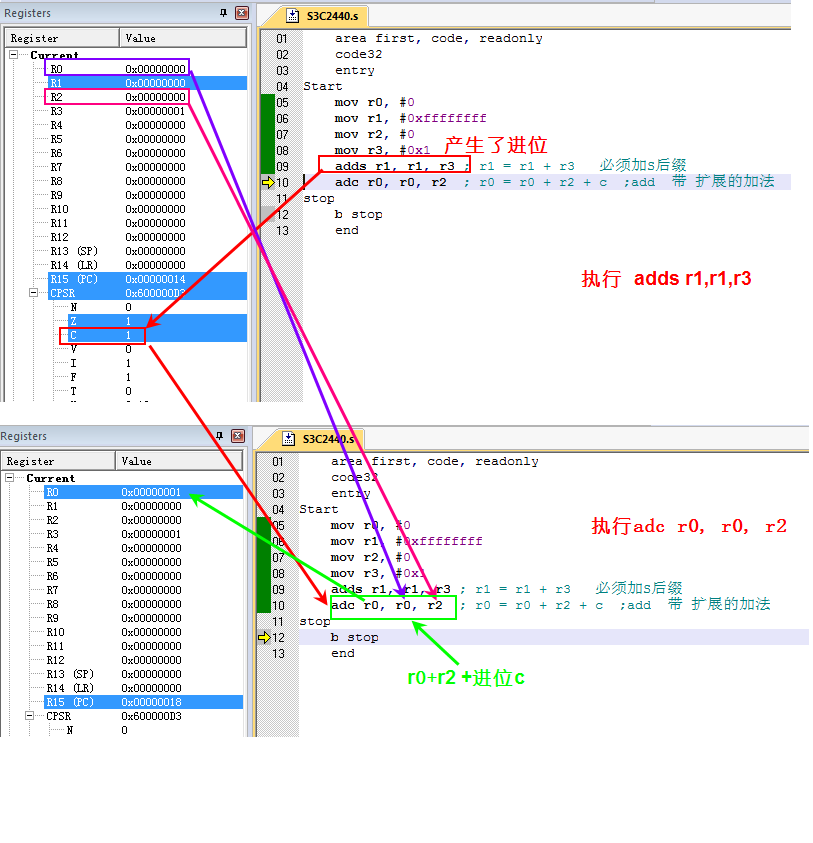 Registers
Register Value
Current
R0 0x00000000
R1 0x00000000
R2 0x00000000
R3 0x00000001
R4 0x00000000
R5 0x00000000
R6 0x00000000
R7 0x00000000
R8 0x00000000
R9 0x00000000
R10 0x00000000
R11 0x00000000
R12 0x00000000
R13 (SP) 0x00000000
R14 (LR) 0x00000000
R15 (PC) 0x00000014
CPSR 0x600000D3
N 0
Z 1
C 1
V 0
I 1
F 1
T 0
S3C2440.s
01 area first, code, readonly
02 code32
03 entry
04 Start
05 mov r0, #0
06 mov r1, #0xffffffff
07 mov r2, #0
08 mov r3, #0x1
产生了进位
09 adds r1, r1, r3 ; r1 = r1 + r3 必须加s后缀
10 adc r0, r0, r2 ; r0 = r0 + r2 + c ;add 带 扩展的加法
11 stop
12 b stop
13 end
执行 adds r1,r1,r3
Registers
Register Value
Current
R0 0x00000001
R1 0x00000000
R2 0x00000000
R3 0x00000001
R4 0x00000000
R5 0x00000000
R6 0x00000000
R7 0x00000000
R8 0x00000000
R9 0x00000000
R10 0x00000000
R11 0x00000000
R12 0x00000000
R13 (SP) 0x00000000
R14 (LR) 0x00000000
R15 (PC) 0x00000018
CPSR 0x600000D3
N 0
S3C2440.s
01 area first, code, readonly
02 code32
03 entry
04 Start
05 mov r0, #0
06 mov r1, #0xffffffff
07 mov r2, #0
08 mov r3, #0x1
09 adds r1, r1, r3 ; r1 = r1 + r3 必须加s后缀
10 adc r0, r0, r2 ; r0 = r0 + r2 + c ;add 带 扩展的加法
11 stop
12 b stop
13 end
执行adc r0, r0, r2
r0+r2 +进位c